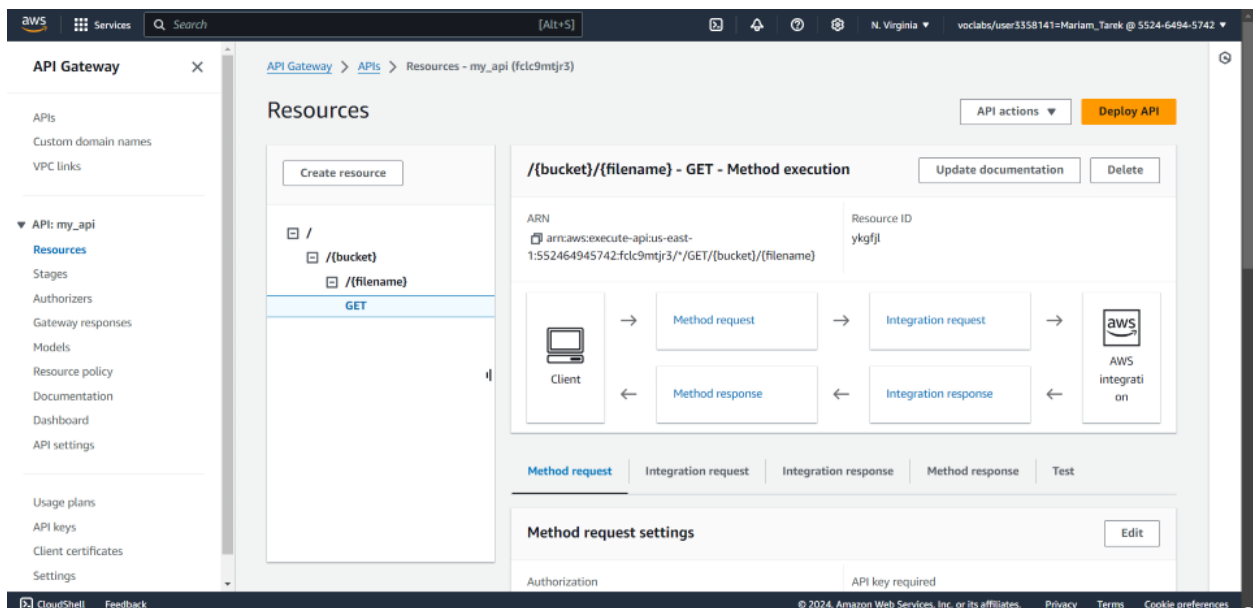 aws
Services
Search
[Alt+S]
N. Virginia
voclabs/user3358141=Mariam_Tarek @ 5524-6494-5742
API Gateway
APIs
Custom domain names
VPC links
API: my_api
Resources
Stages
Authorizers
Gateway responses
Models
Resource policy
Documentation
Dashboard
API settings
Usage plans
API keys
Client certificates
Settings
API Gateway > APIs > Resources - my_api (fclc9mtjr3)
Resources
API actions
Deploy API
Create resource
/
/{bucket}
/{filename}
GET
/{bucket}/{filename} - GET - Method execution
Update documentation
Delete
ARN
arn:aws:execute-api:us-east-
1:552464945742:fclc9mtjr3/*/GET/{bucket}/{filename}
Resource ID
ykgfjl
Client
Method request
Integration request
Method response
Integration response
aws
AWS
integrati
on
Method request
Integration request
Integration response
Method response
Test
Method request settings
Edit
Authorization
API key required
CloudShell
Feedback
© 2024, Amazon Web Services, Inc. or its affiliates.
Privacy
Terms
Cookie preferences